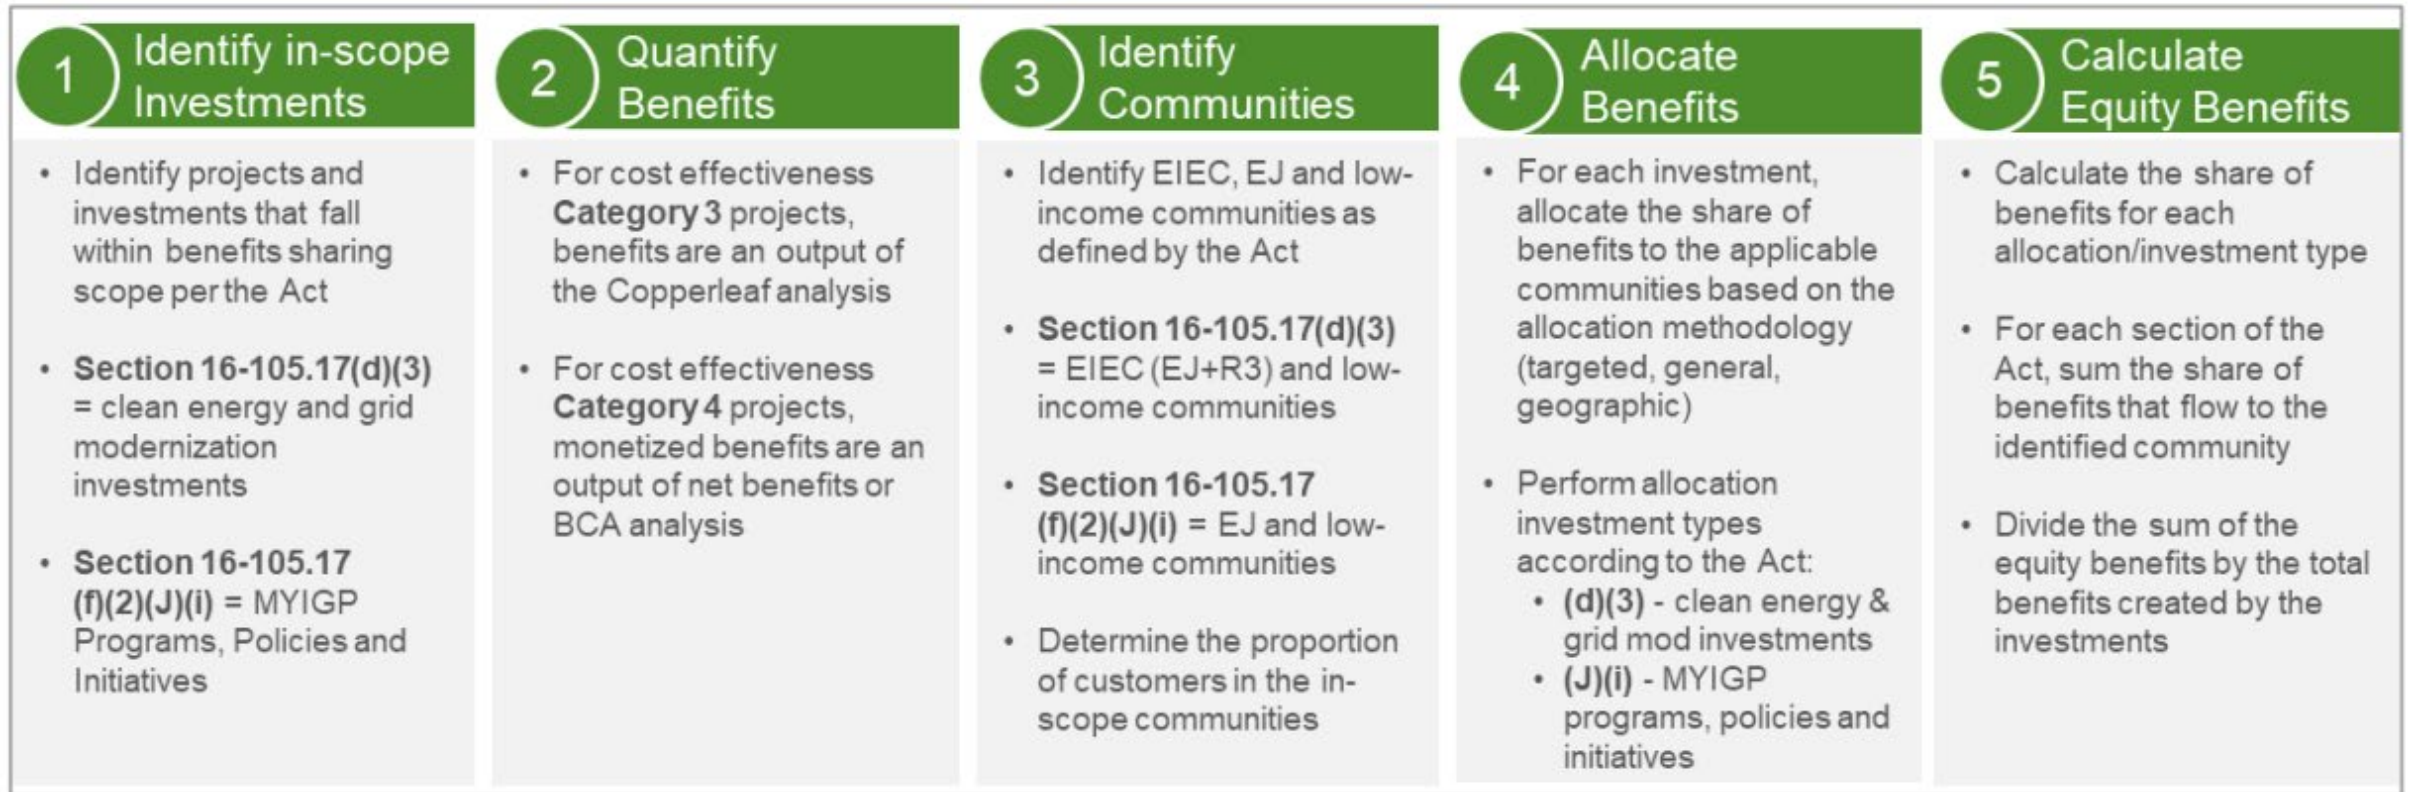 1
Identify in-scope
Investments
• Identify projects and
investments that fall
within benefits sharing
scope per the Act
• Section 16-105.17(d)(3)
= clean energy and grid
modernization
investments
• Section 16-105.17
(f)(2)(J)(i) = MYIGP
Programs, Policies and
Initiatives
2
Quantify
Benefits
• For cost effectiveness
Category 3 projects,
benefits are an output of
the Copperleaf analysis
• For cost effectiveness
Category 4 projects,
monetized benefits are an
output of net benefits or
BCA analysis
3
Identify
Communities
• Identify EIEC, EJ and low-
income communities as
defined by the Act
• Section 16-105.17(d)(3)
= EIEC (EJ+R3) and low-
income communities
• Section 16-105.17
(f)(2)(J)(i) = EJ and low-
income communities
• Determine the proportion
of customers in the in-
scope communities
4
Allocate
Benefits
• For each investment,
allocate the share of
benefits to the applicable
communities based on the
allocation methodology
(targeted, general,
geographic)
• Perform allocation
investment types
according to the Act:
• (d)(3) - clean energy &
grid mod investments
• (J)(i) - MYIGP
programs, policies and
initiatives
5
Calculate
Equity Benefits
• Calculate the share of
benefits for each
allocation/investment type
• For each section of the
Act, sum the share of
benefits that flow to the
identified community
• Divide the sum of the
equity benefits by the total
benefits created by the
investments